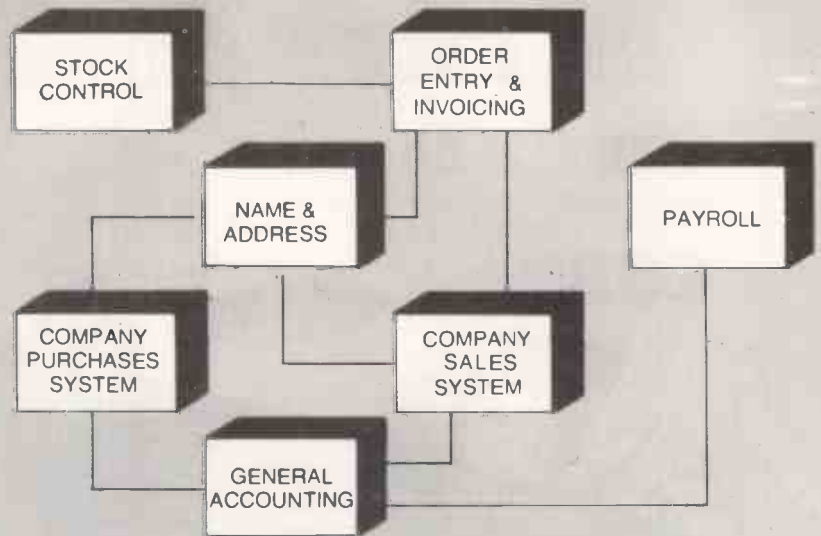 STOCK
CONTROL
ORDER
ENTRY &
INVOICING
NAME &
ADDRESS
PAYROLL
COMPANY
PURCHASES
SYSTEM
COMPANY
SALES
SYSTEM
GENERAL
ACCOUNTING